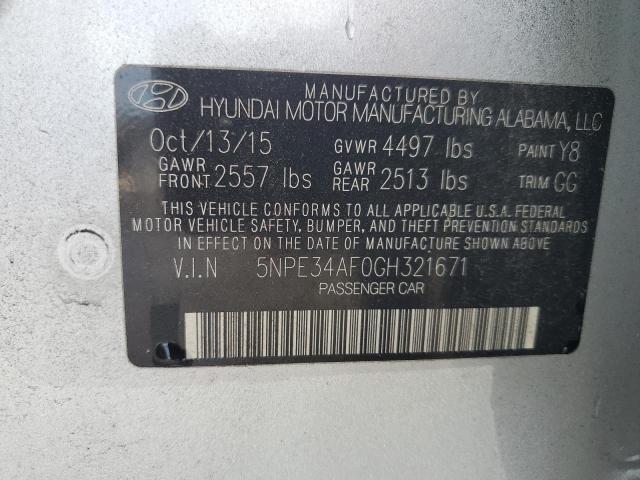 MANUFACTURED BY
HYUNDAI MOTOR MANUFACTURING ALABAMA, LLC
Oct/13/15 GVWR 4497 lbs PAINT Y8
GAWR FRONT 2557 lbs GAWR REAR 2513 lbs TRIM GG
THIS VEHICLE CONFORMS TO ALL APPLICABLE U.S.A. FEDERAL
MOTOR VEHICLE SAFETY, BUMPER, AND THEFT PREVENTION
STANDARDS IN EFFECT ON THE DATE OF MANUFACTURE SHOWN ABOVE.
V.I.N 5NPE34AF0GH321671
PASSENGER CAR